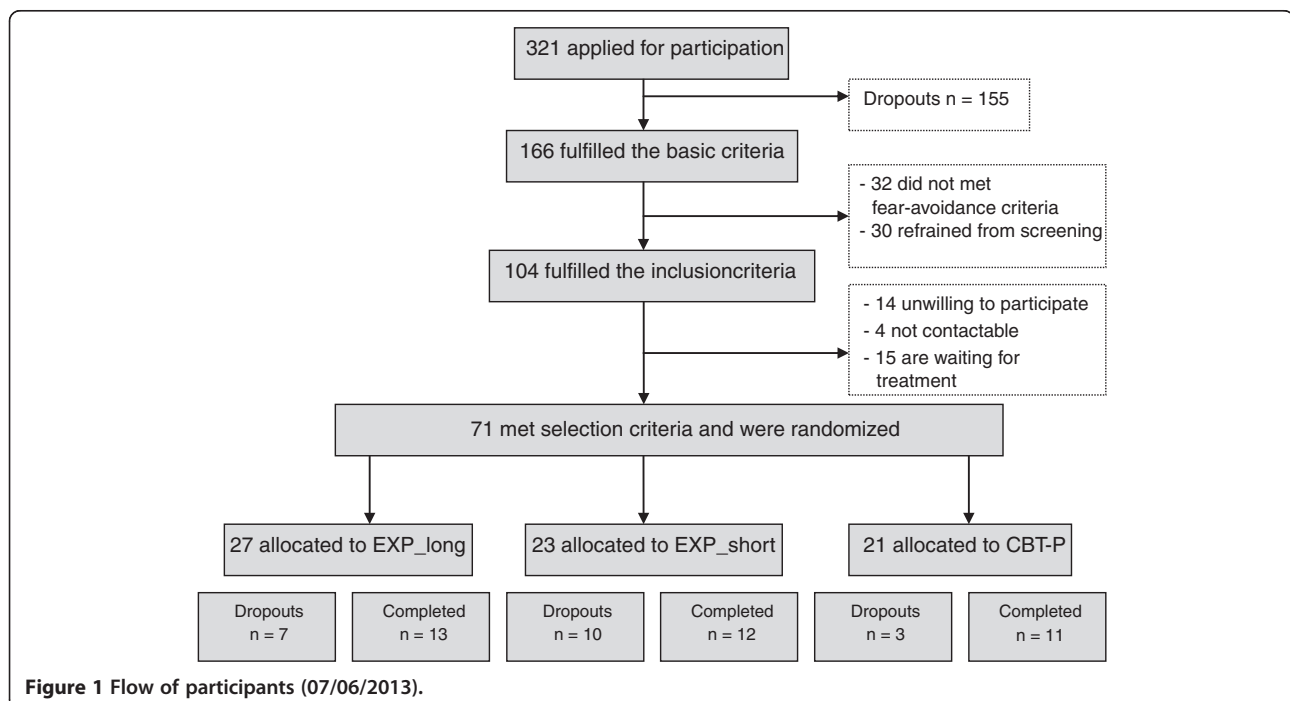 321 applied for participation
Dropouts n = 155
166 fulfilled the basic criteria
- 32 did not met
fear-avoidance criteria
- 30 refrained from screening
104 fulfilled the inclusioncriteria
- 14 unwilling to participate
- 4 not contactable
- 15 are waiting for
treatment
71 met selection criteria and were randomized
27 allocated to EXP_long
23 allocated to EXP_short
21 allocated to CBT-P
Dropouts
n = 7
Completed
n = 13
Dropouts
n = 10
Completed
n = 12
Dropouts
n = 3
Completed
n = 11
Figure 1 Flow of participants (07/06/2013).